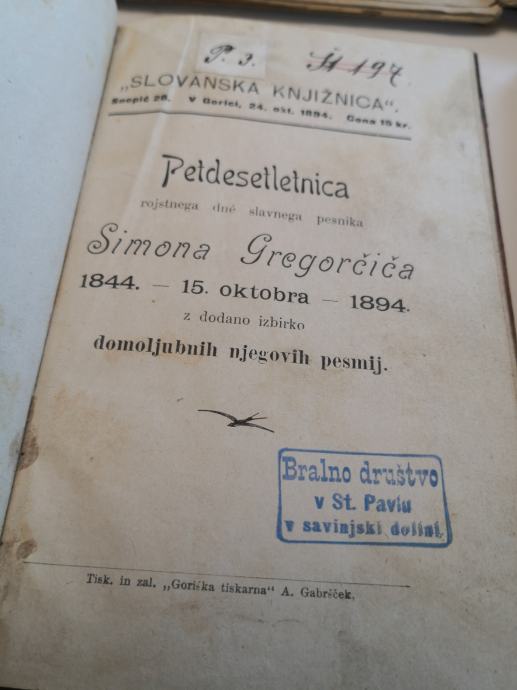 P. 3. Št 197
„SLOVANSKA KNJIŽNICA“.
Snopič 28. V Gorici, 24. okt. 1894. Cena 15 kr.
Petdesetletnica
rojstnega dné slavnega pesnika
Simona Gregorčiča
1844. — 15. oktobra — 1894.
z dodano izbirko
domoljubnih njegovih pesmij.
Bralno društvo
v St. Pavlu
v savinjski dolini.
Tisk. in zal. „Goriška tiskarna“ A. Gabršček.